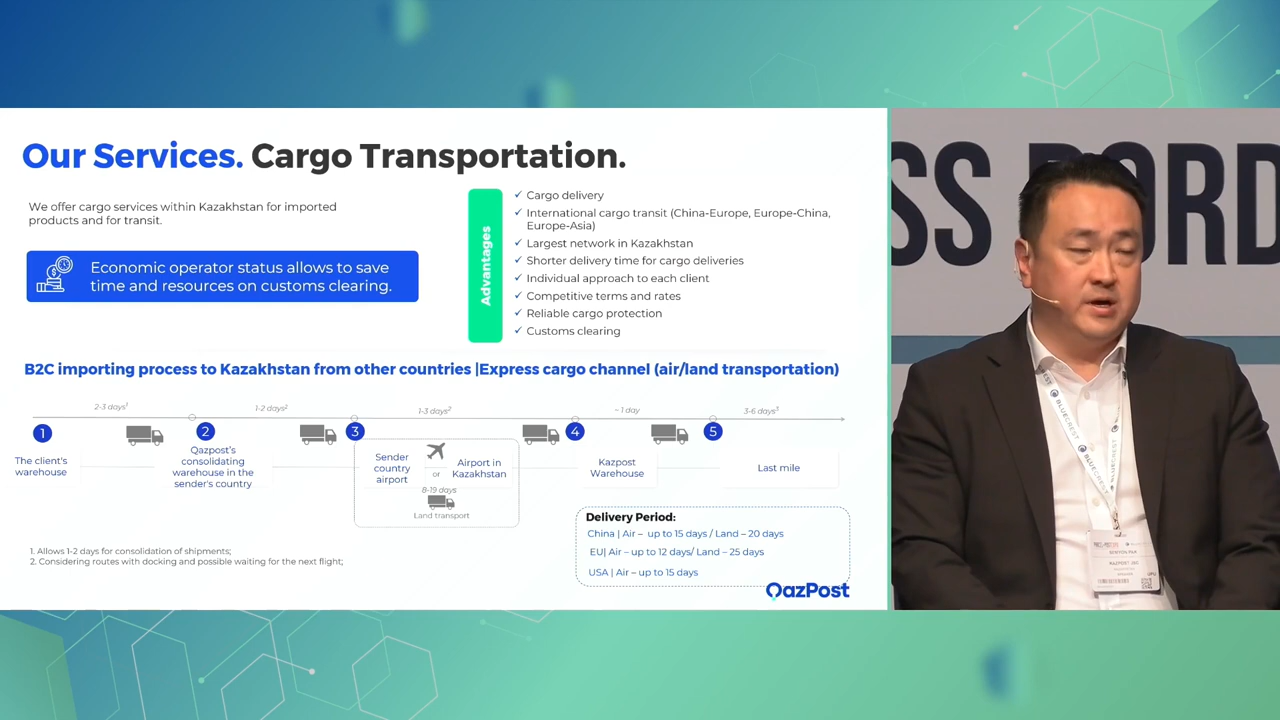 Our Services. Cargo Transportation.
We offer cargo services within Kazakhstan for imported
products and for transit.
Economic operator status allows to save
time and resources on customs clearing.
Advantages
✓ Cargo delivery
✓ International cargo transit (China-Europe, Europe-China,
Europe-Asia)
✓ Largest network in Kazakhstan
✓ Shorter delivery time for cargo deliveries
✓ Individual approach to each client
✓ Competitive terms and rates
✓ Reliable cargo protection
✓ Customs clearing
B2C importing process to Kazakhstan from other countries |Express cargo channel (air/land transportation)
2-3 days¹
1-2 days²
1-3 days²
~ 1 day
3-6 days³
1
2
3
4
5
The client's
warehouse
Qazpost's
consolidating
warehouse in the
sender's country
Sender
country
airport
or
Airport in
Kazakhstan
8-19 days
Land transport
Kazpost
Warehouse
Last mile
Delivery Period:
China | Air – up to 15 days / Land – 20 days
EU| Air – up to 12 days/ Land – 25 days
USA | Air – up to 15 days
1. Allows 1-2 days for consolidation of shipments;
2. Considering routes with docking and possible waiting for the next flight;
QazPost
SS BORD
BLUECREST
BLUECREST
BLUECREST